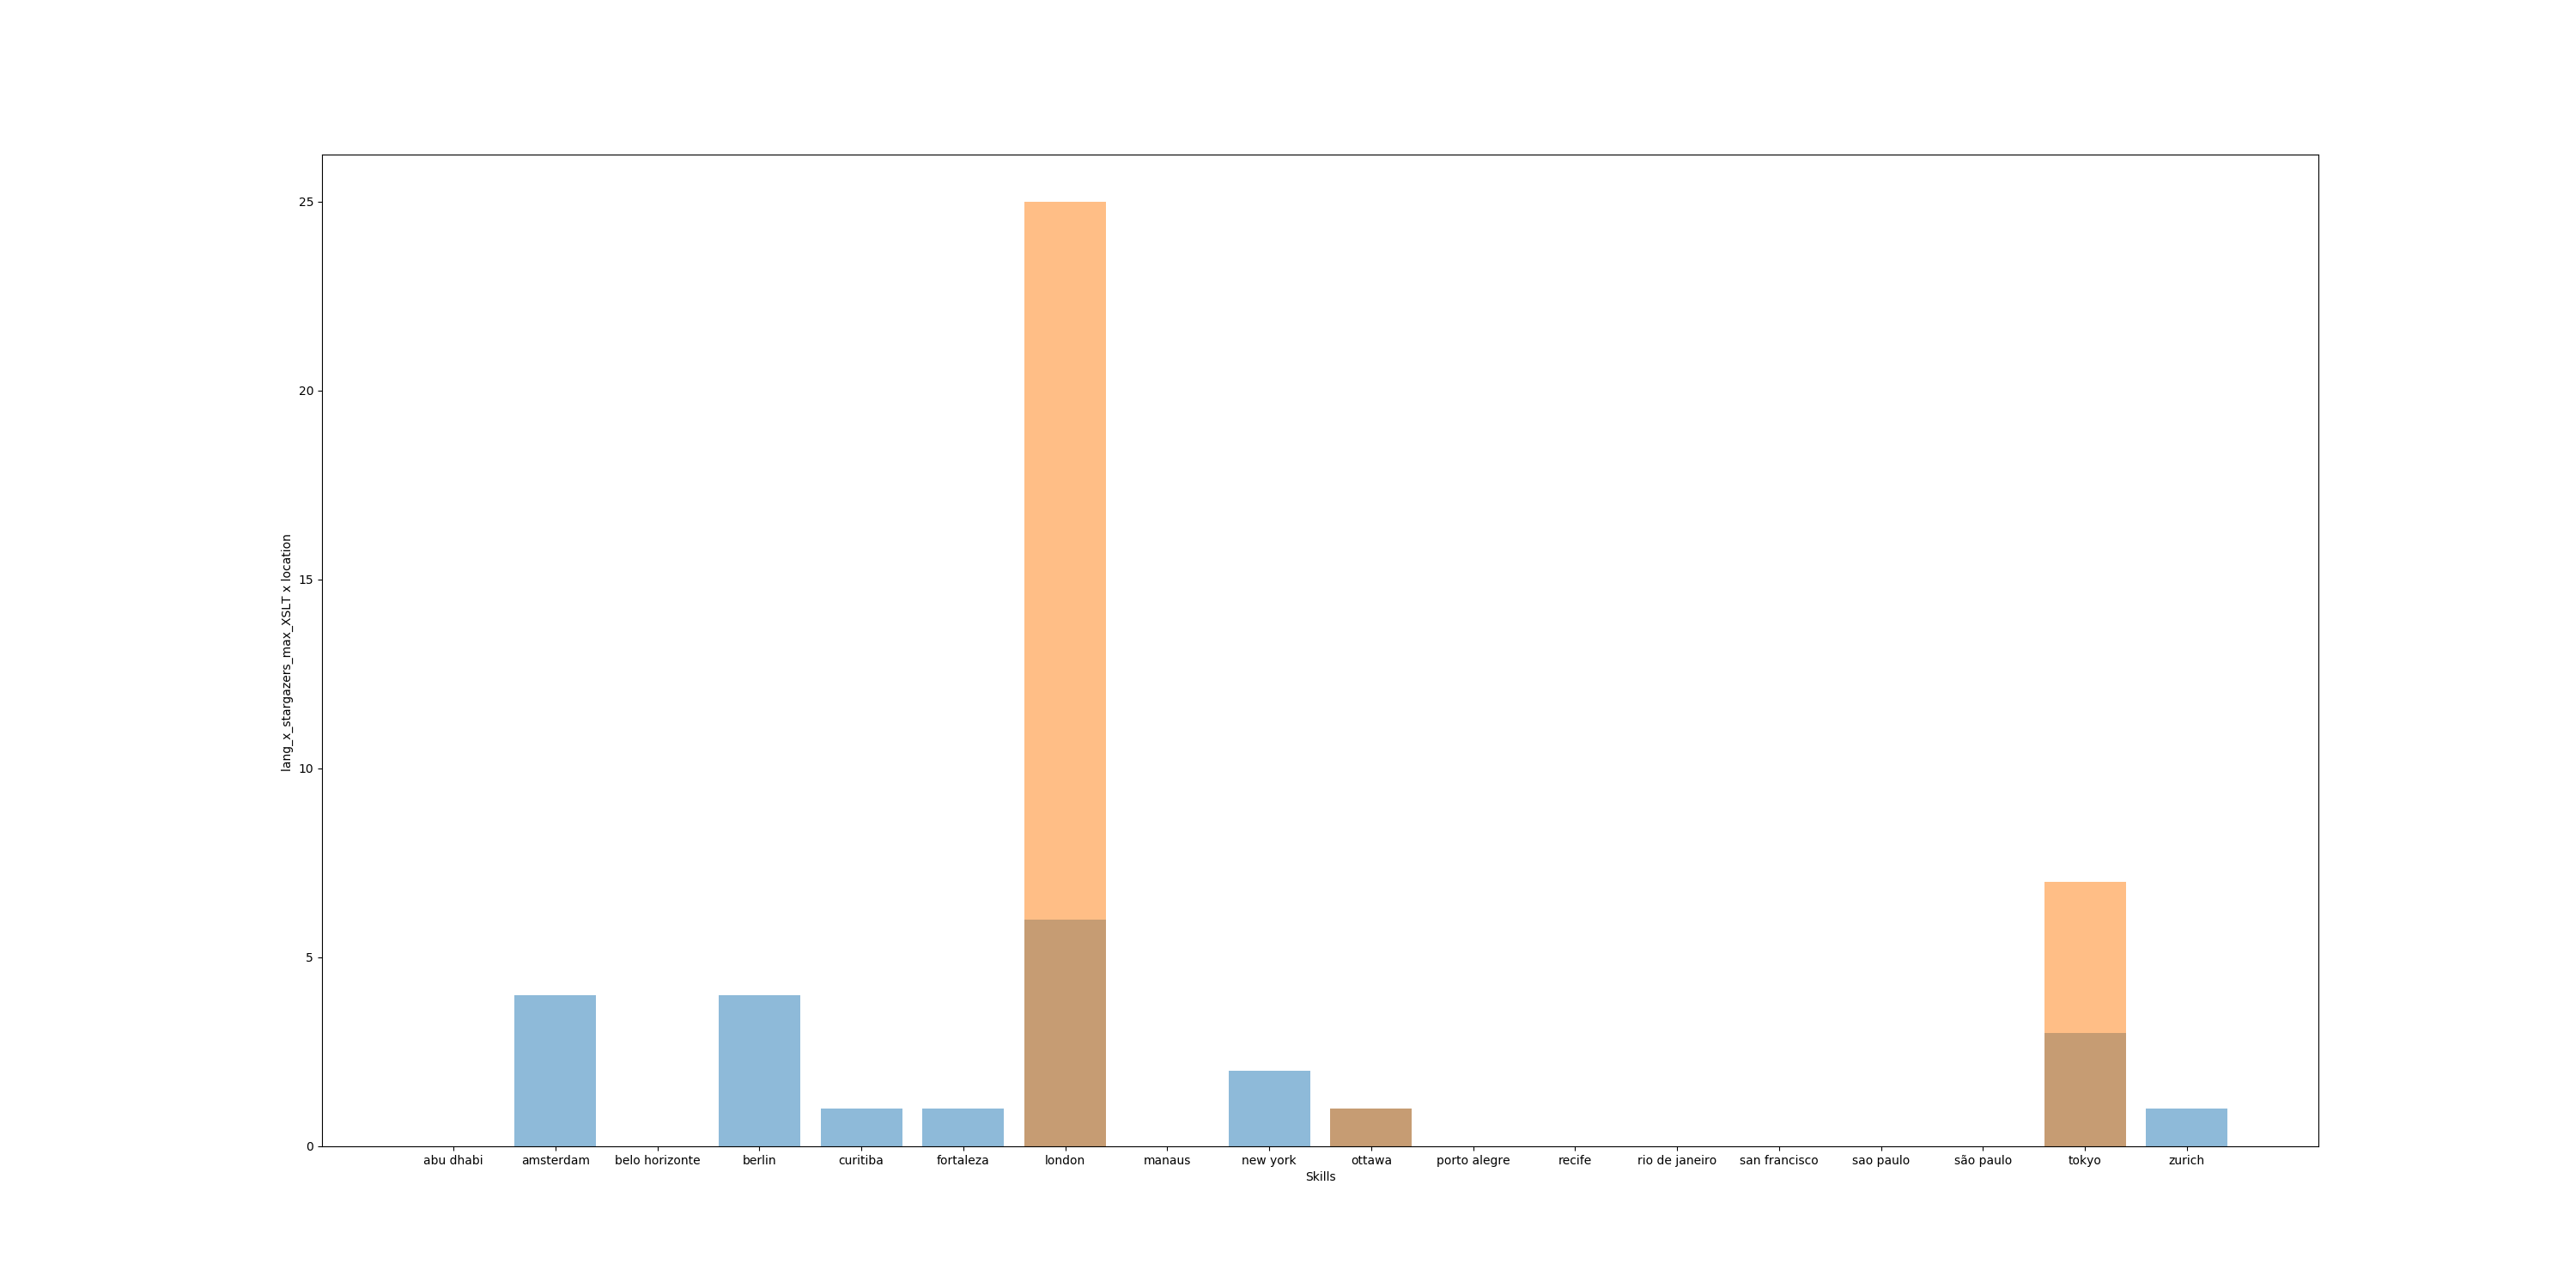 25
20
15
10
5
0
lang_x_stargazers_max_XSLT x location
abu dhabi amsterdam belo horizonte berlin curitiba fortaleza london manaus new york ottawa porto alegre recife rio de janeiro san francisco sao paulo são paulo tokyo zurich
Skills